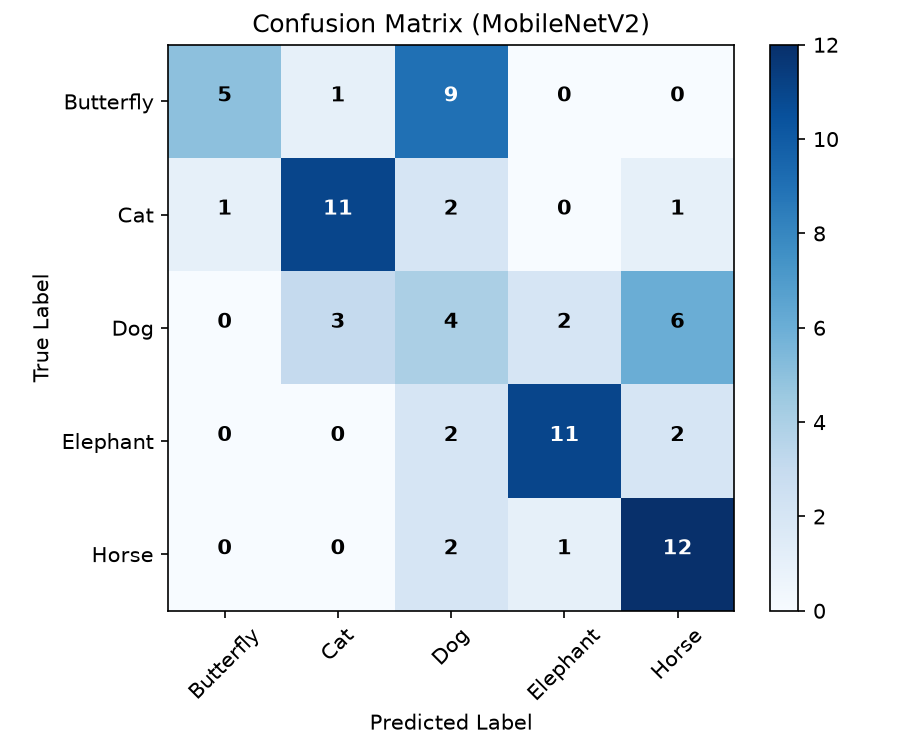 Confusion Matrix (MobileNetV2)
True Label
Butterfly 5 1 9 0 0
Cat 1 11 2 0 1
Dog 0 3 4 2 6
Elephant 0 0 2 11 2
Horse 0 0 2 1 12
Butterfly Cat Dog Elephant Horse
Predicted Label
12
10
8
6
4
2
0